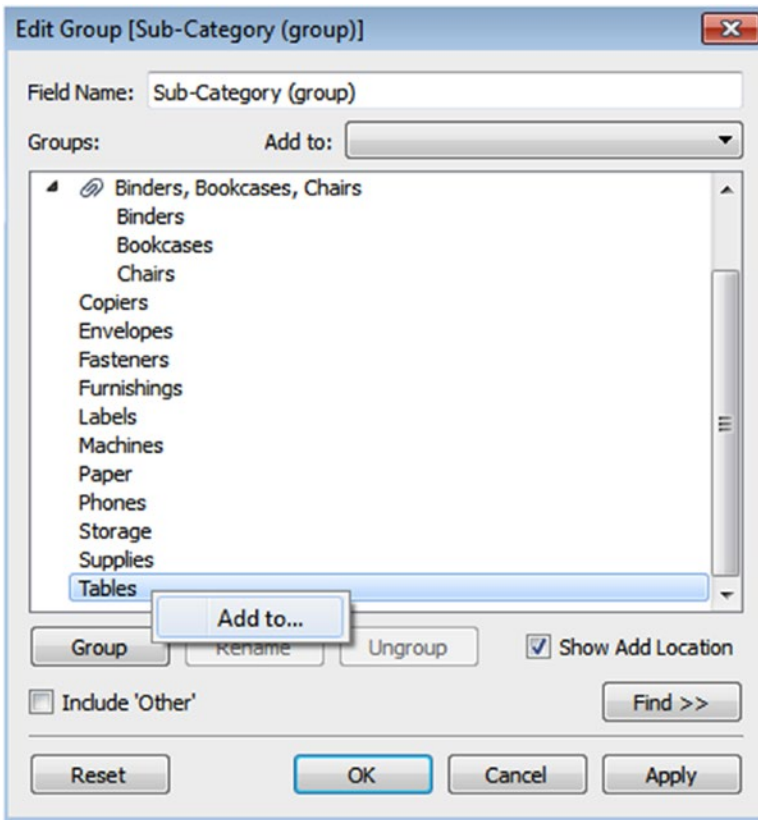 Edit Group [Sub-Category (group)]
Field Name: Sub-Category (group)
Groups: Add to:
Binders, Bookcases, Chairs
Binders
Bookcases
Chairs
Copiers
Envelopes
Fasteners
Furnishings
Labels
Machines
Paper
Phones
Storage
Supplies
Tables
Add to...
Group Rename Ungroup Show Add Location
Include 'Other' Find >>
Reset OK Cancel Apply